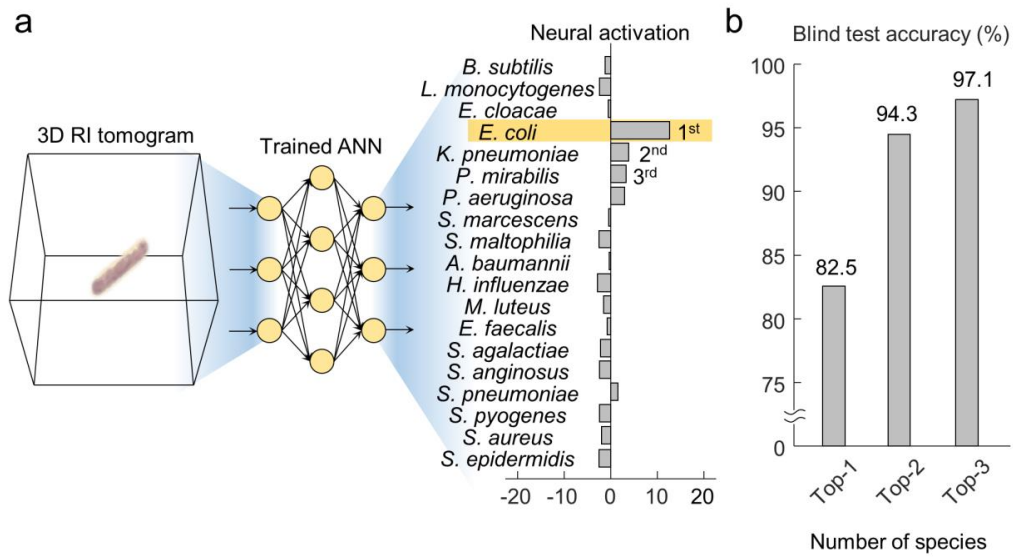 a
3D RI tomogram
Trained ANN
Neural activation
B. subtilis
L. monocytogenes
E. cloacae
E. coli 1st
K. pneumoniae 2nd
P. mirabilis 3rd
P. aeruginosa
S. marcescens
S. maltophilia
A. baumannii
H. influenzae
M. luteus
E. faecalis
S. agalactiae
S. anginosus
S. pneumoniae
S. pyogenes
S. aureus
S. epidermidis
-20 -10 0 10 20
b
Blind test accuracy (%)
100
95
90
85
80
75
0
82.5
94.3
97.1
Top-1
Top-2
Top-3
Number of species